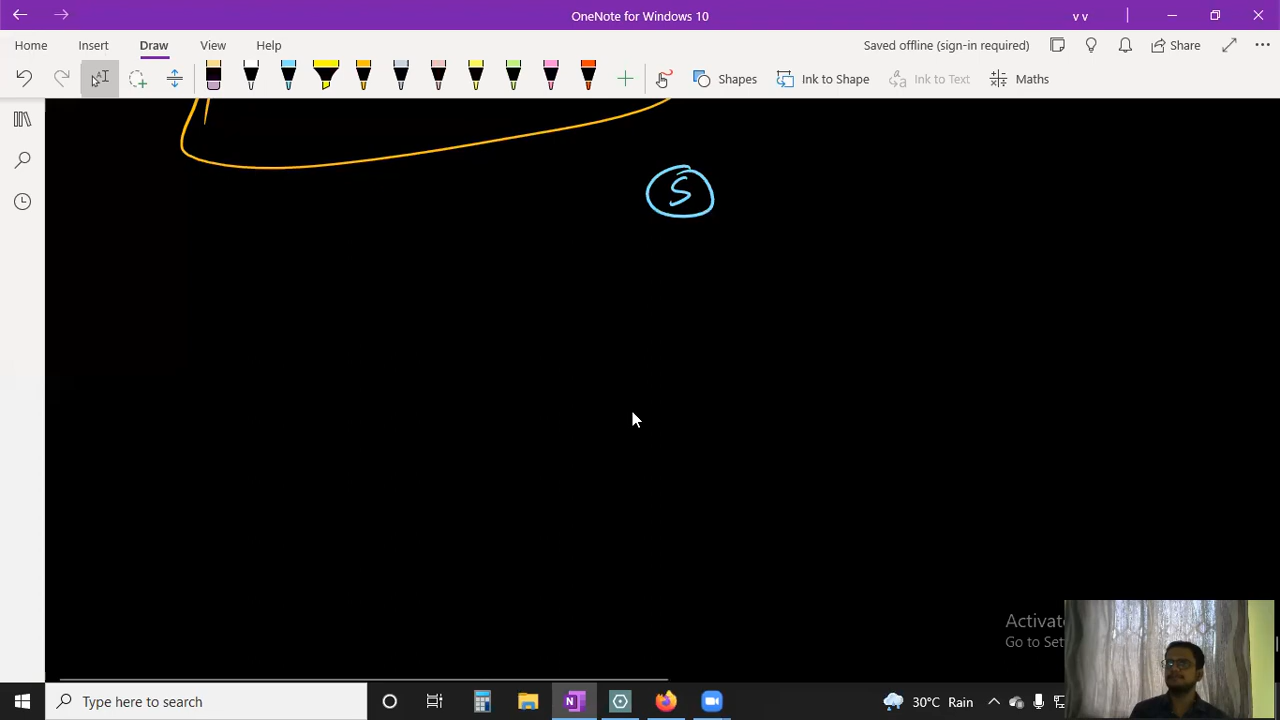 OneNote for Windows 10
v v
Home Insert Draw View Help
Saved offline (sign-in required)
Share
Shapes
Ink to Shape
Ink to Text
Maths
S
Activat
Go to Set
Type here to search
30°C Rain